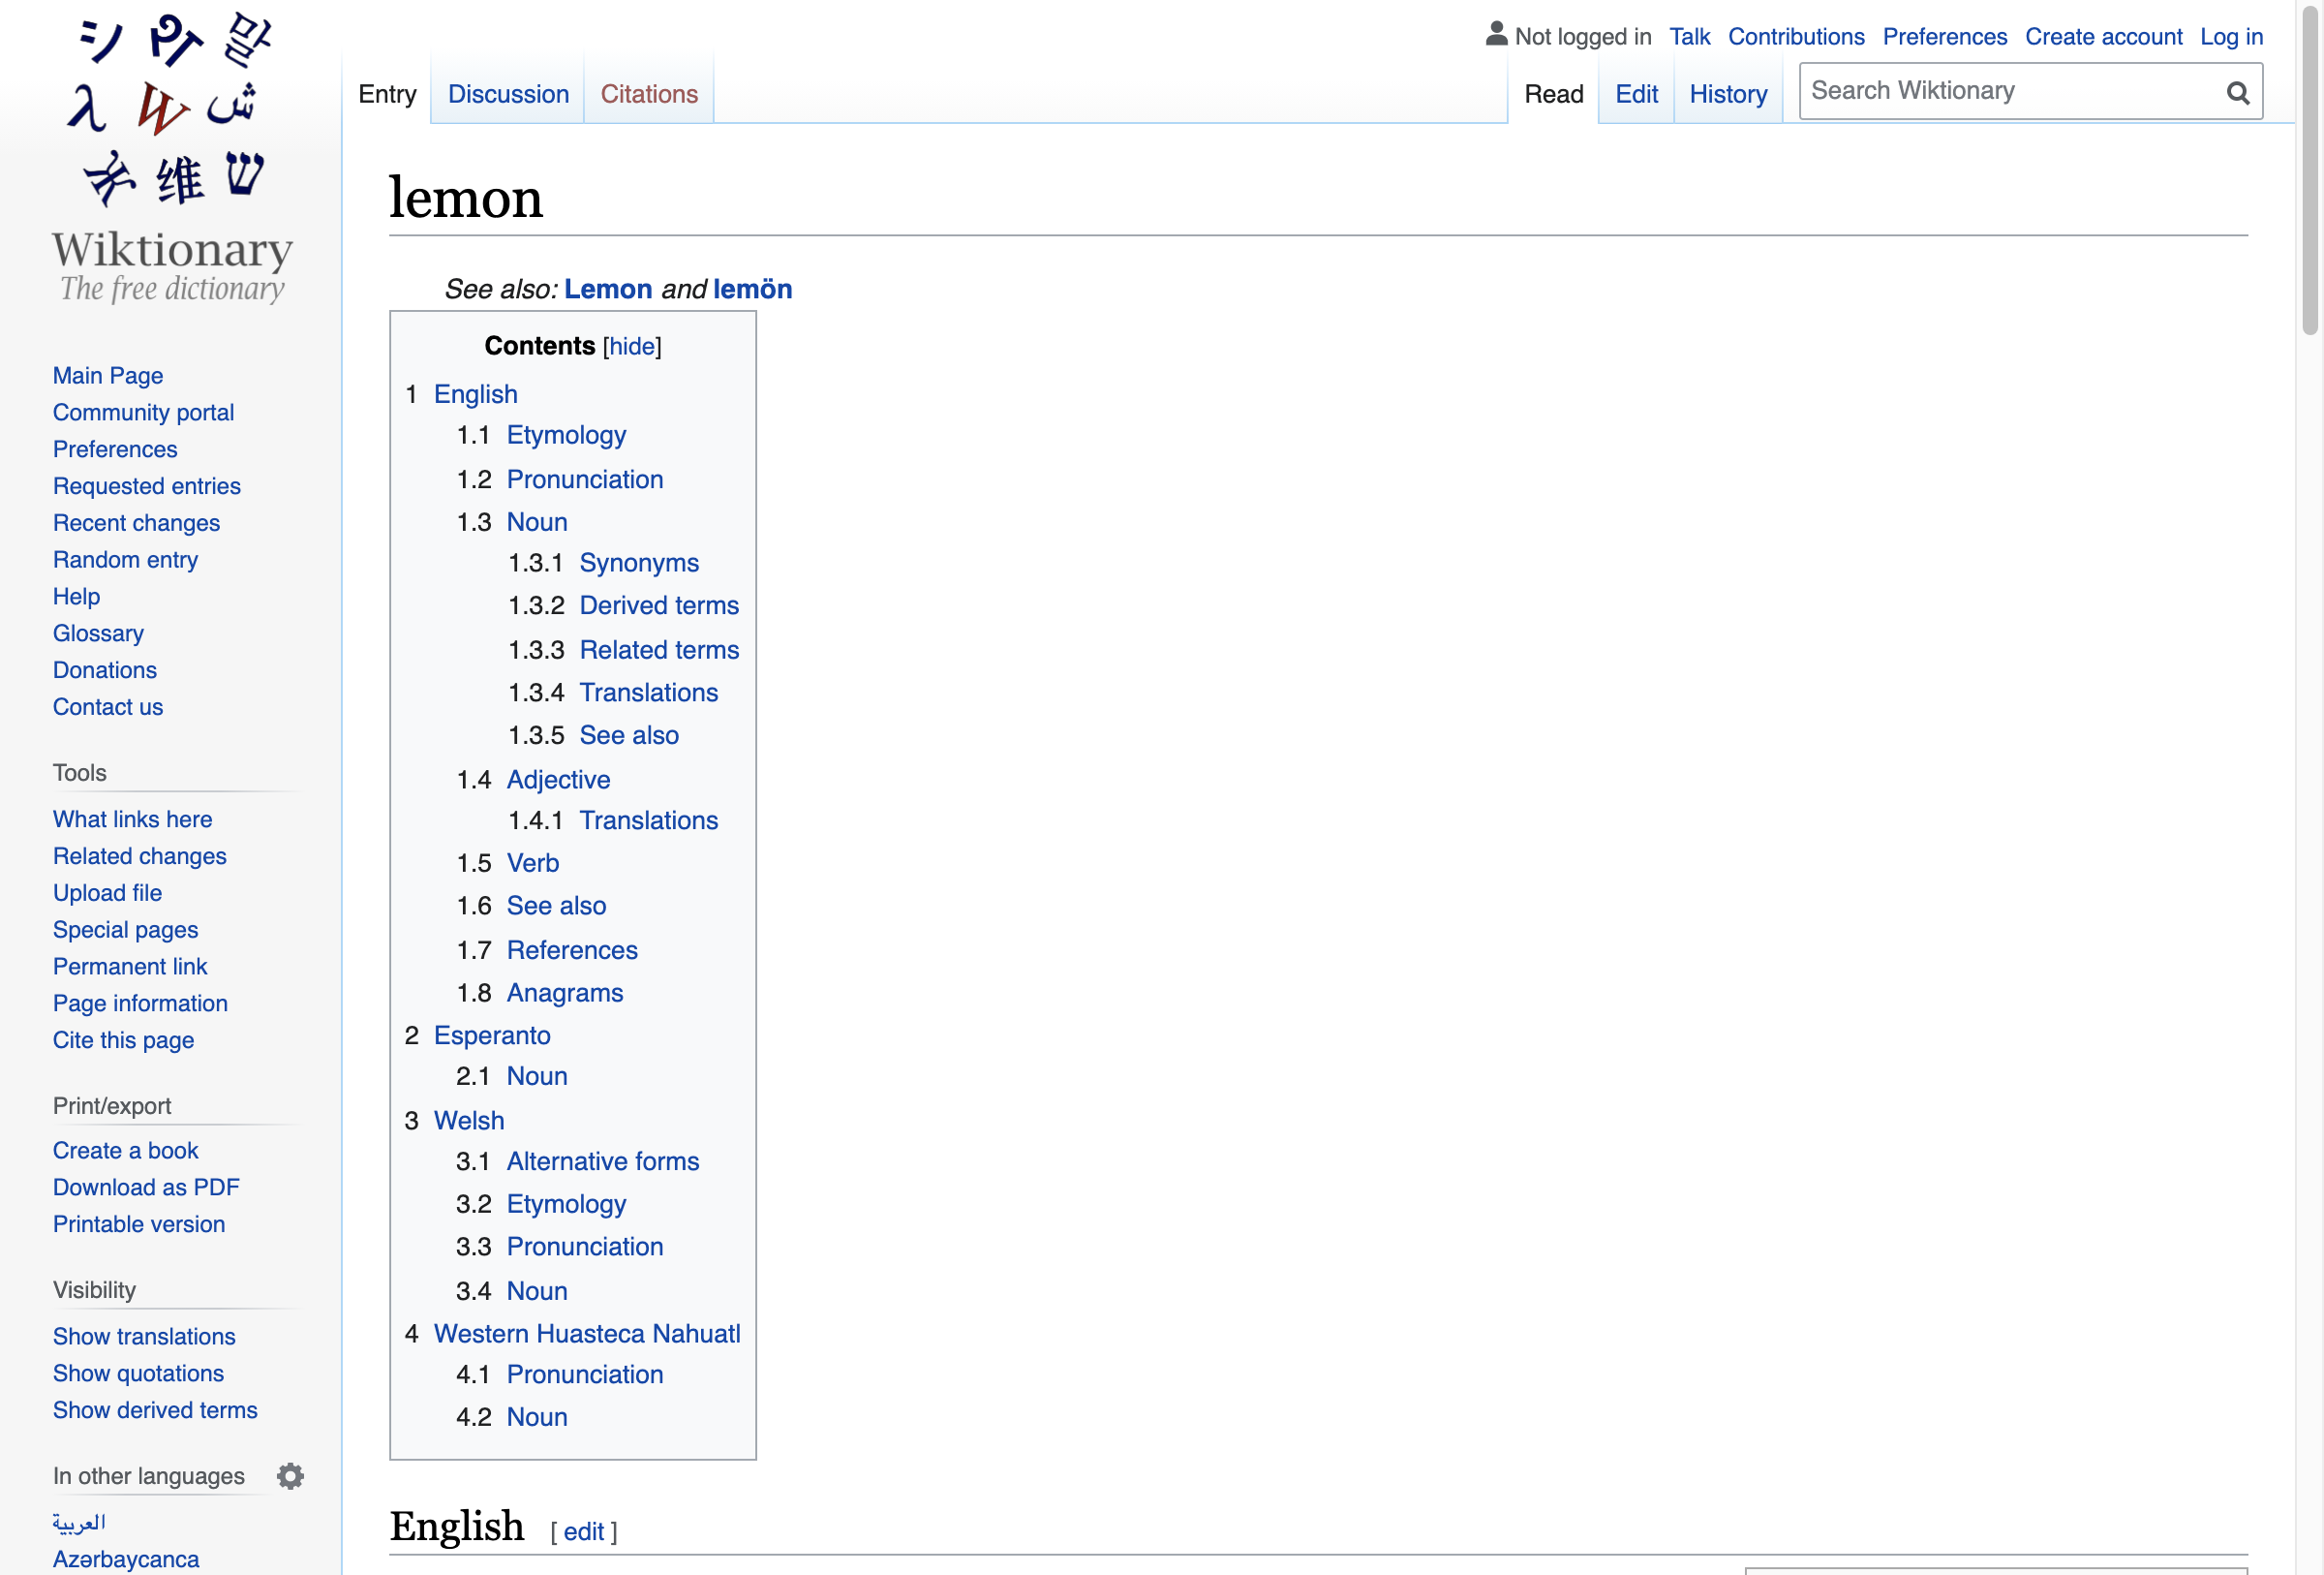 シ 말
λ W ش
维 ש
Wiktionary
The free dictionary
Main Page
Community portal
Preferences
Requested entries
Recent changes
Random entry
Help
Glossary
Donations
Contact us
Tools
What links here
Related changes
Upload file
Special pages
Permanent link
Page information
Cite this page
Print/export
Create a book
Download as PDF
Printable version
Visibility
Show translations
Show quotations
Show derived terms
In other languages
العربية
Azərbaycanca
Not logged in Talk Contributions Preferences Create account Log in
Entry Discussion Citations Read Edit History Search Wiktionary
lemon
See also: Lemon and lemön
Contents [hide]
1 English
1.1 Etymology
1.2 Pronunciation
1.3 Noun
1.3.1 Synonyms
1.3.2 Derived terms
1.3.3 Related terms
1.3.4 Translations
1.3.5 See also
1.4 Adjective
1.4.1 Translations
1.5 Verb
1.6 See also
1.7 References
1.8 Anagrams
2 Esperanto
2.1 Noun
3 Welsh
3.1 Alternative forms
3.2 Etymology
3.3 Pronunciation
3.4 Noun
4 Western Huasteca Nahuatl
4.1 Pronunciation
4.2 Noun
English [ edit ]